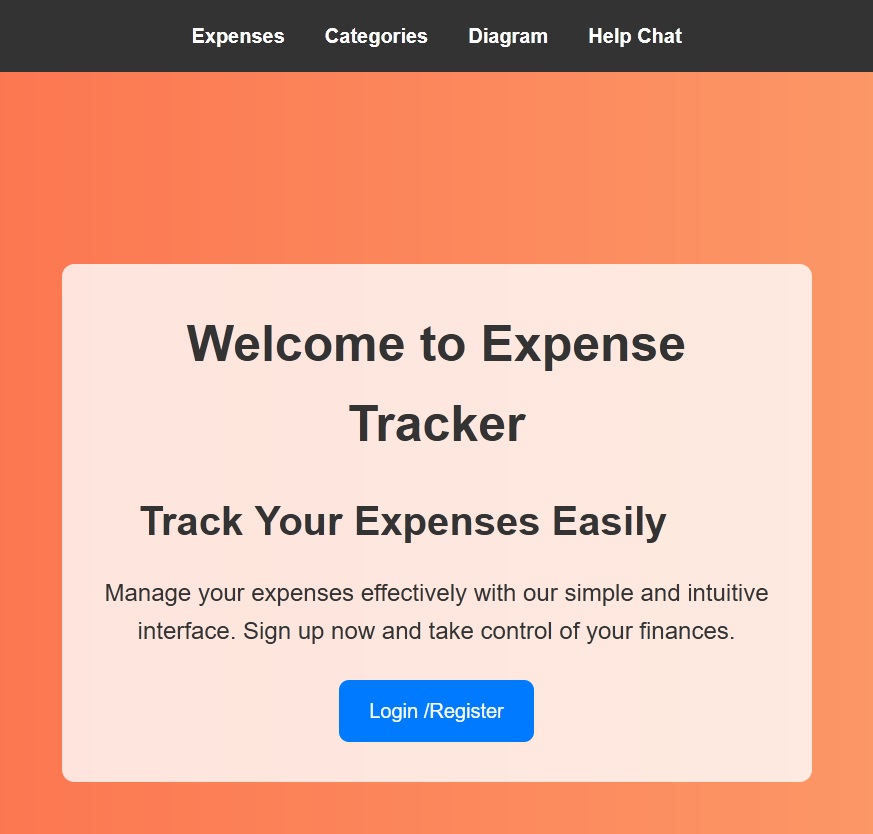 Expenses Categories Diagram Help Chat
Welcome to Expense
Tracker
Track Your Expenses Easily
Manage your expenses effectively with our simple and intuitive
interface. Sign up now and take control of your finances.
Login /Register